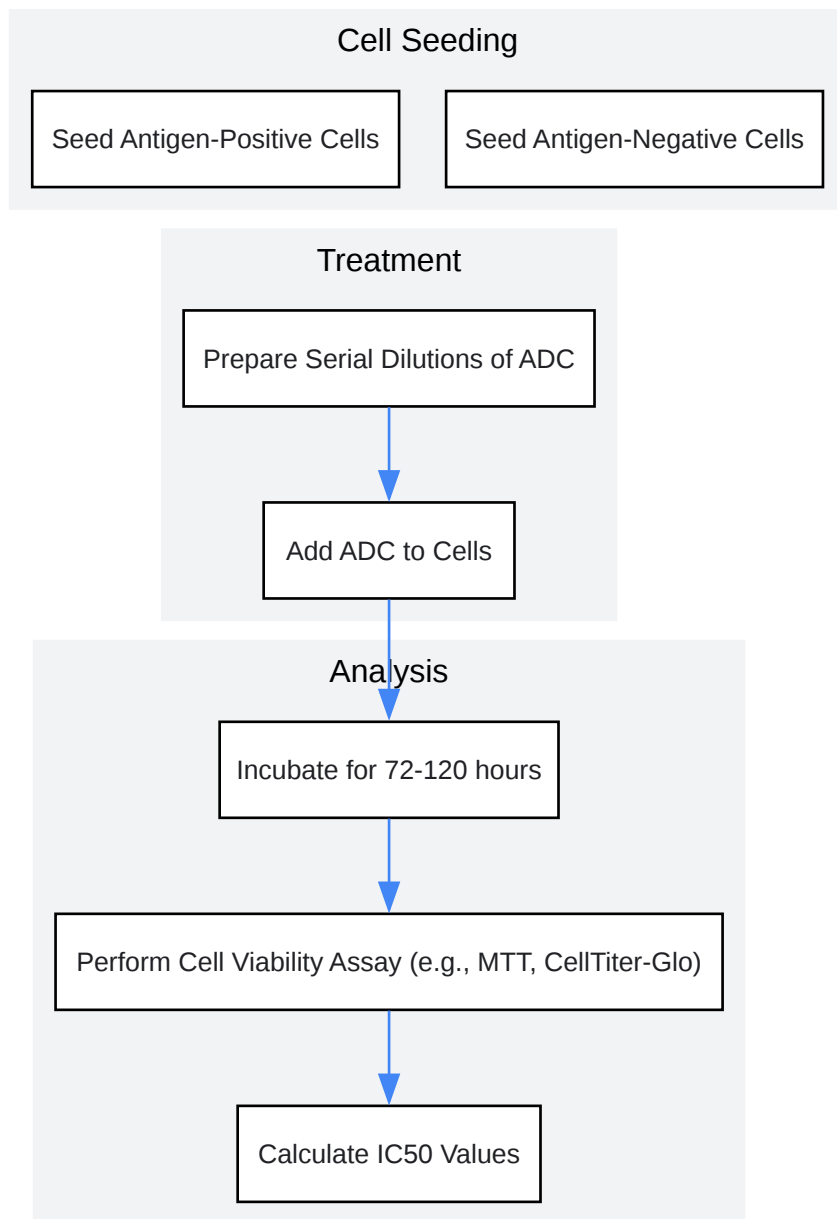 Cell Seeding
Seed Antigen-Positive Cells
Seed Antigen-Negative Cells
Treatment
Prepare Serial Dilutions of ADC
Add ADC to Cells
Analysis
Incubate for 72-120 hours
Perform Cell Viability Assay (e.g., MTT, CellTiter-Glo)
Calculate IC50 Values